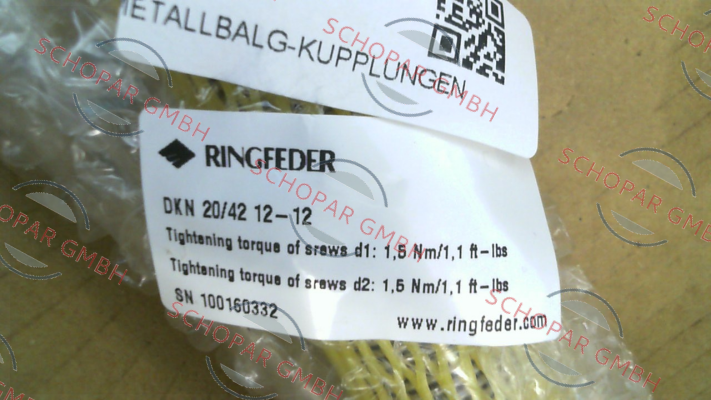 METALLBALG-KUPPLUNGEN
RINGFEDER
DKN 20/42 12-12
Tightening torque of srews d1: 1,5 Nm/1,1 ft-lbs
Tightening torque of srews d2: 1,5 Nm/1,1 ft-lbs
SN 100160332
www.ringfeder.com
SCHOPAR GMBH
SCHOPAR GMBH
SCHOPAR GMBH
SCHOPAR GMBH
SCHOPAR GMBH
SCHOPAR GMBH
SCHOPAR GMBH
SCHOPAR GMBH